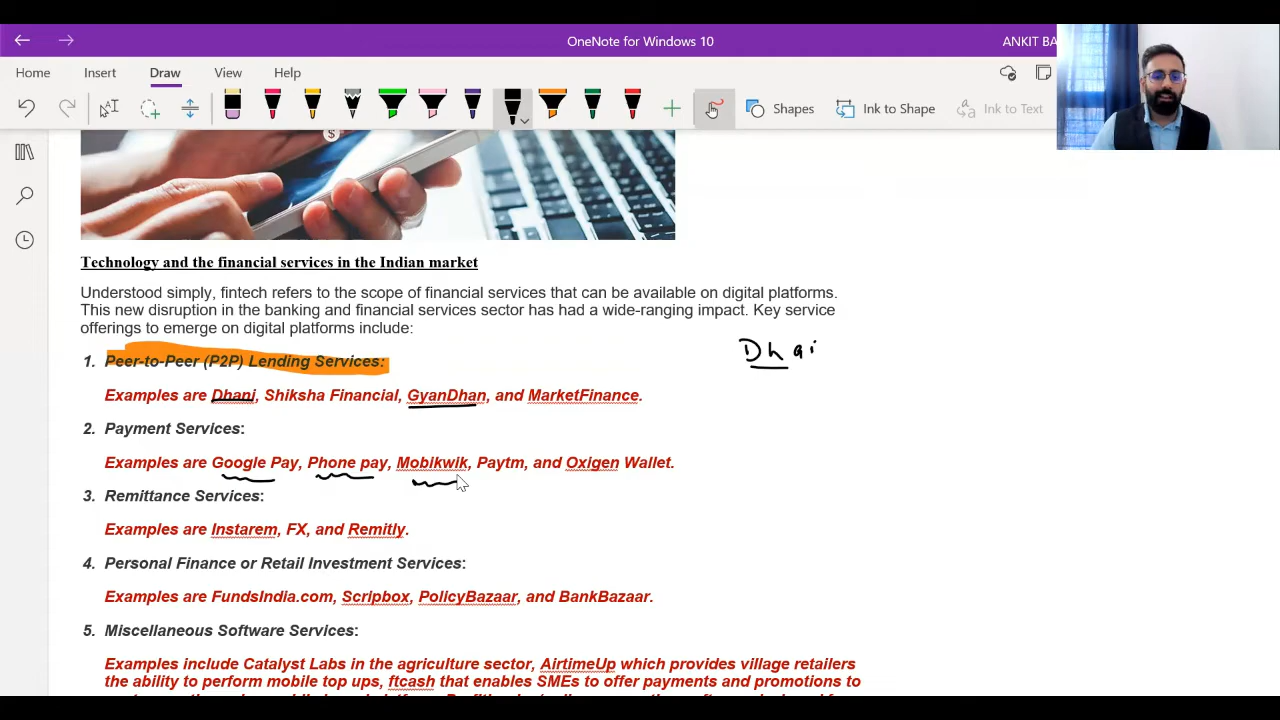 OneNote for Windows 10
ANKIT BA
Home Insert Draw View Help
Shapes Ink to Shape Ink to Text
$
Technology and the financial services in the Indian market
Understood simply, fintech refers to the scope of financial services that can be available on digital platforms.
This new disruption in the banking and financial services sector has had a wide-ranging impact. Key service
offerings to emerge on digital platforms include:
Dhai
1. Peer-to-Peer (P2P) Lending Services:
Examples are Dhani, Shiksha Financial, GyanDhan, and MarketFinance.
2. Payment Services:
Examples are Google Pay, Phone pay, Mobikwik, Paytm, and Oxigen Wallet.
3. Remittance Services:
Examples are Instarem, FX, and Remitly.
4. Personal Finance or Retail Investment Services:
Examples are FundsIndia.com, Scripbox, PolicyBazaar, and BankBazaar.
5. Miscellaneous Software Services:
Examples include Catalyst Labs in the agriculture sector, AirtimeUp which provides village retailers
the ability to perform mobile top ups, ftcash that enables SMEs to offer payments and promotions to